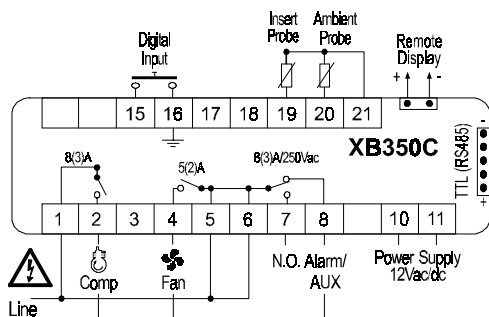 Digital Input
Insert Probe
Ambient Probe
Remote Display
+ -
15 16 17 18 19 20 21
XB350C
TTL (RS485)
-
+
8(3)A
5(2)A
8(3)A/250Vac
1 2 3 4 5 6 7 8 10 11
Comp
Fan
N.O. Alarm/
AUX
Power Supply
12Vac/dc
Line